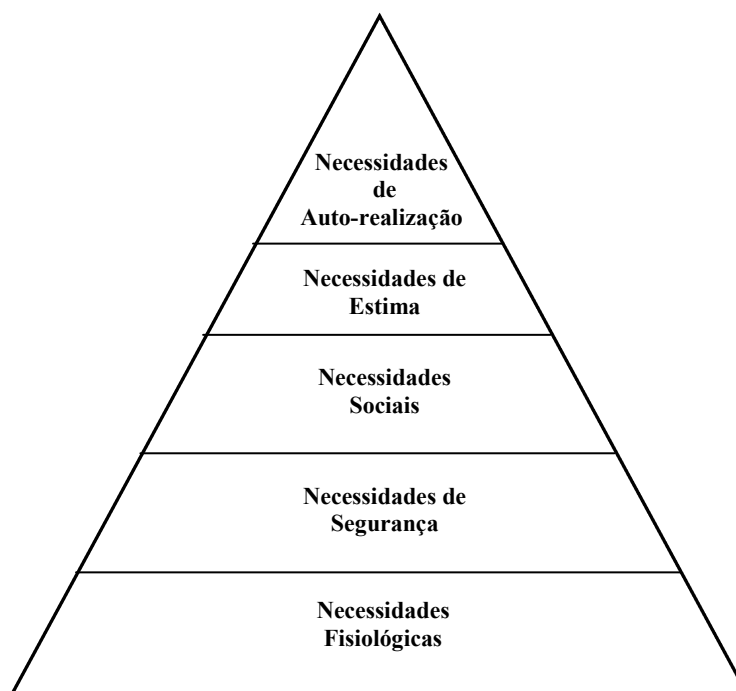 Necessidades
de
Auto-realização
Necessidades de
Estima
Necessidades
Sociais
Necessidades de
Segurança
Necessidades
Fisiológicas